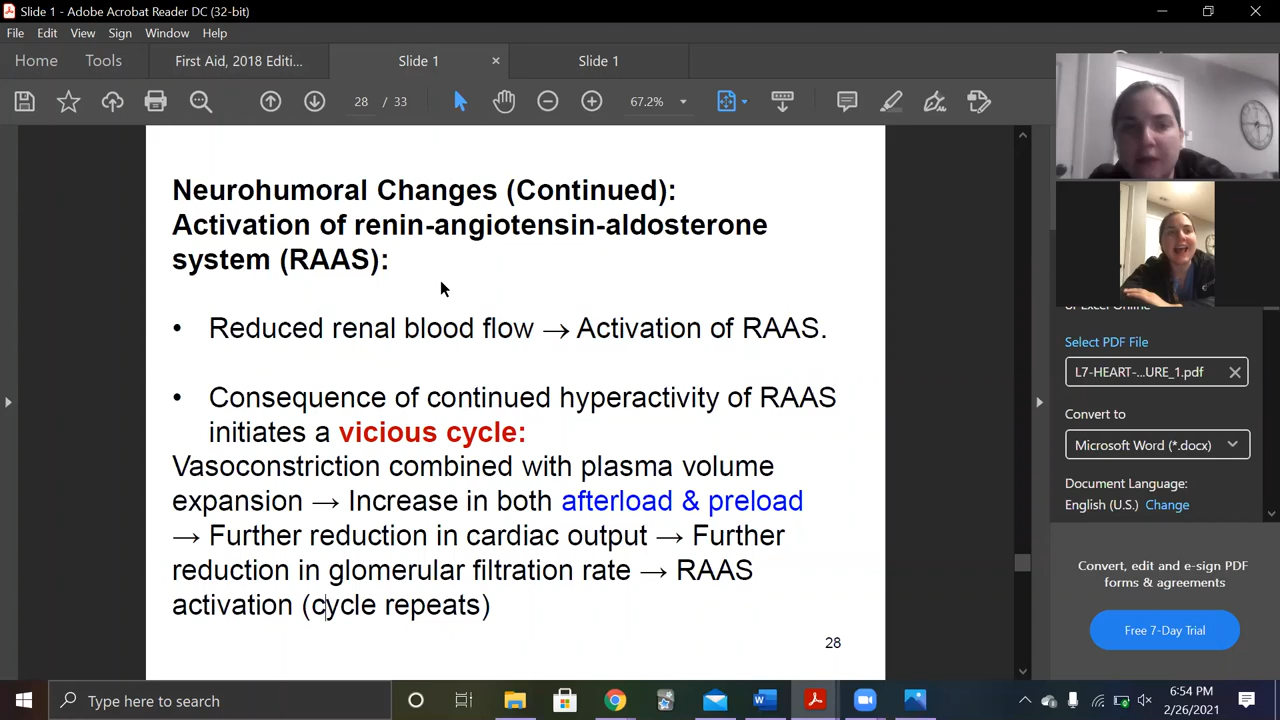 Slide 1 - Adobe Acrobat Reader DC (32-bit)
File Edit View Sign Window Help
Home Tools First Aid, 2018 Editi... Slide 1 × Slide 1
28 / 33 67.2%
Neurohumoral Changes (Continued):
Activation of renin-angiotensin-aldosterone
system (RAAS):
• Reduced renal blood flow → Activation of RAAS.
• Consequence of continued hyperactivity of RAAS
initiates a vicious cycle:
Vasoconstriction combined with plasma volume
expansion → Increase in both afterload & preload
→ Further reduction in cardiac output → Further
reduction in glomerular filtration rate → RAAS
activation (cycle repeats)
28
Select PDF File
L7-HEART-...URE_1.pdf
Convert to
Microsoft Word (*.docx)
Document Language:
English (U.S.) Change
Convert, edit and e-sign PDF
forms & agreements
Free 7-Day Trial
Type here to search
6:54 PM
2/26/2021